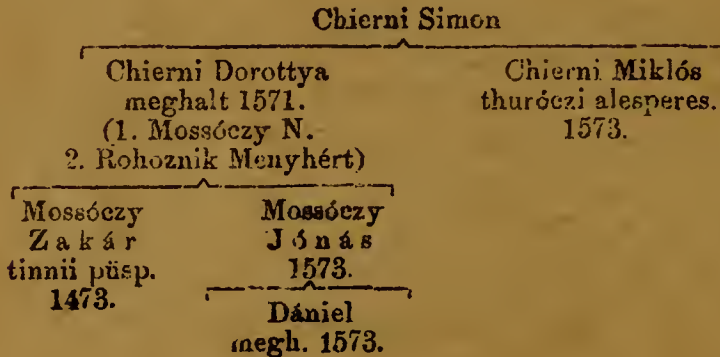 Chierni Simon
Chierni Dorottya
meghalt 1571.
(1. Mossóczy N.
2. Rohoznik Menyhért)
Chierni Miklós
thuróczi alesperes.
1573.
Mossóczy
Zakár
tinnii püsp.
1473.
Mossóczy
Jónás
1573.
Dániel
megh. 1573.